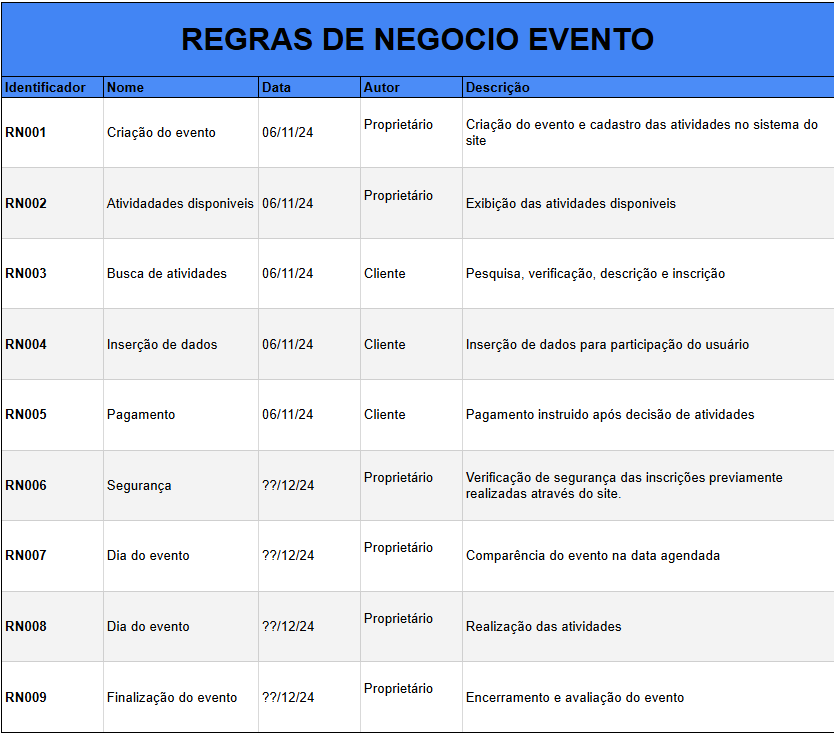 REGRAS DE NEGOCIO EVENTO
Identificador Nome Data Autor Descrição
RN001 Criação do evento 06/11/24 Proprietário Criação do evento e cadastro das atividades no sistema do
site
RN002 Atividadades disponiveis 06/11/24 Proprietário Exibição das atividades disponiveis
RN003 Busca de atividades 06/11/24 Cliente Pesquisa, verificação, descrição e inscrição
RN004 Inserção de dados 06/11/24 Cliente Inserção de dados para participação do usuário
RN005 Pagamento 06/11/24 Cliente Pagamento instruido após decisão de atividades
RN006 Segurança ??/12/24 Proprietário Verificação de segurança das inscrições previamente
realizadas através do site.
RN007 Dia do evento ??/12/24 Proprietário Comparência do evento na data agendada
RN008 Dia do evento ??/12/24 Proprietário Realização das atividades
RN009 Finalização do evento ??/12/24 Proprietário Encerramento e avaliação do evento